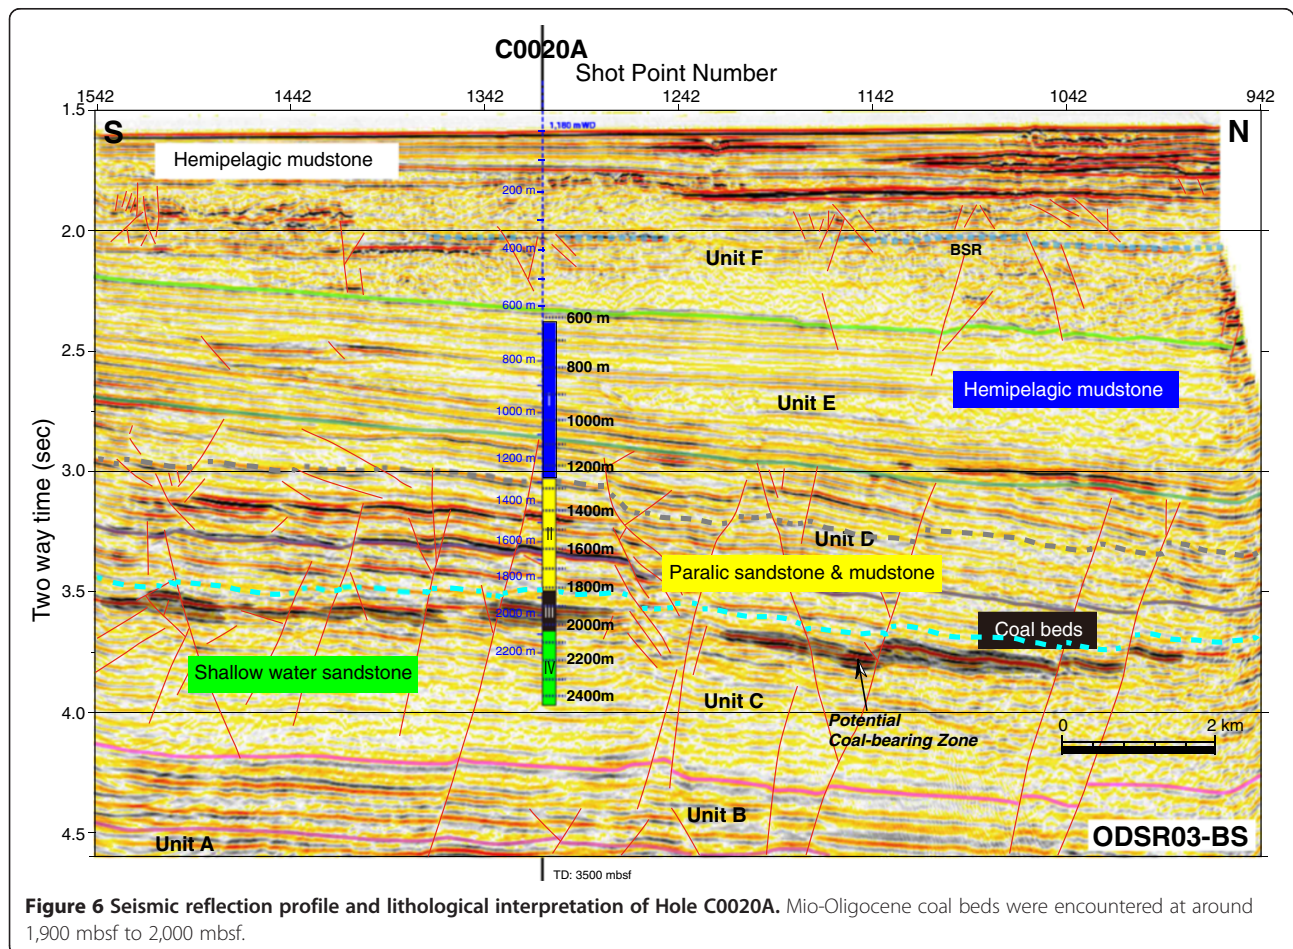 C0020A
Shot Point Number
1542 1442 1342 1242 1142 1042 942
1.5
S
N
1,180 mWD
Hemipelagic mudstone
200 m
2.0
400 m
Unit F
BSR
600 m
600 m
2.5
800 m
800 m
Hemipelagic mudstone
I
Unit E
1000 m
1000m
Two way time (sec)
1200 m
1200m
3.0
1400 m
1400m
II
Unit D
1600 m
1600m
Paralic sandstone & mudstone
1800 m
1800m
3.5
III
2000 m
2000m
Coal beds
2200 m
2200m
Shallow water sandstone
IV
2400m
Unit C
4.0
Potential
Coal-bearing Zone
0 2 km
Unit B
4.5
Unit A
ODSR03-BS
TD: 3500 mbsf
Figure 6 Seismic reflection profile and lithological interpretation of Hole C0020A. Mio-Oligocene coal beds were encountered at around
1,900 mbsf to 2,000 mbsf.